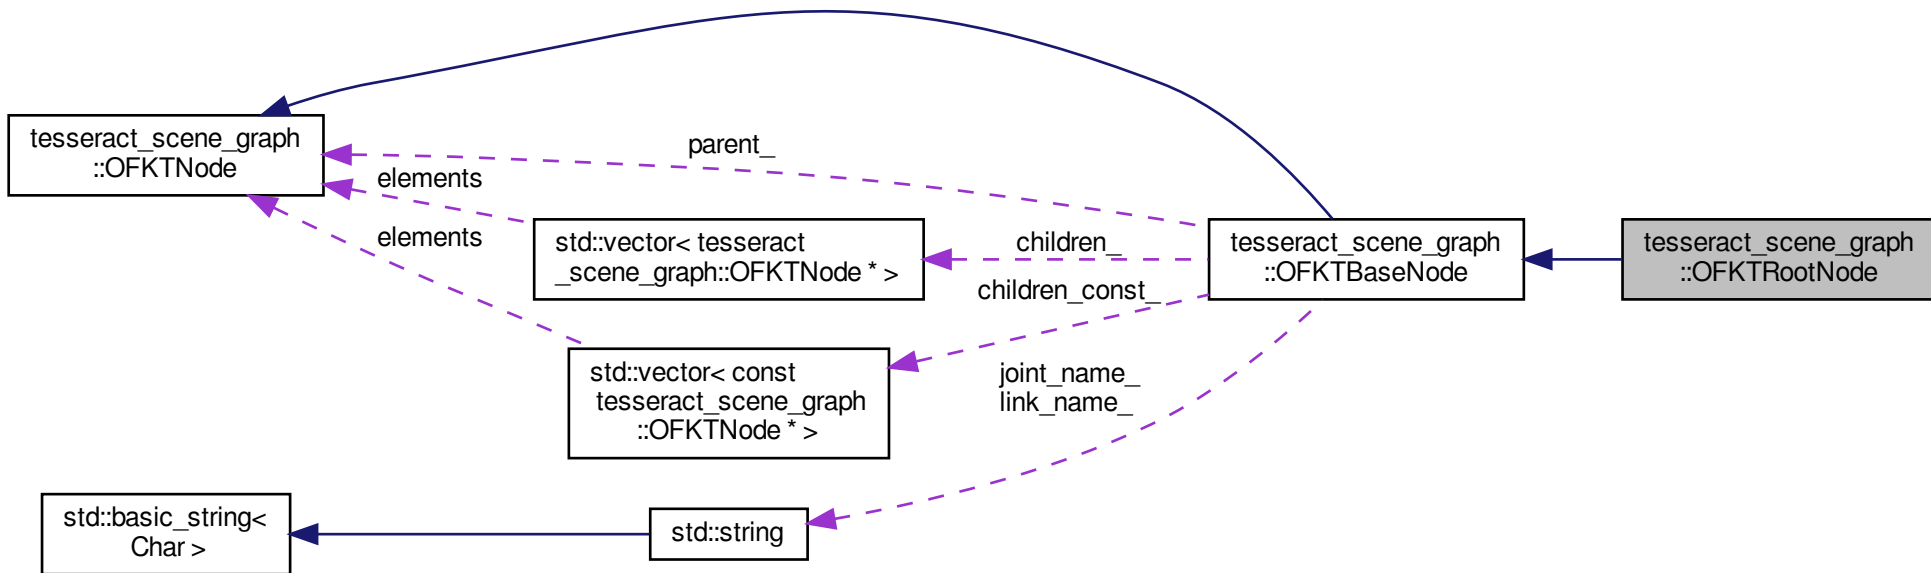 tesseract_scene_graph
::OFKTNode
parent_
elements
elements
std::vector< tesseract
_scene_graph::OFKTNode * >
children_
children_const_
tesseract_scene_graph
::OFKTBaseNode
tesseract_scene_graph
::OFKTRootNode
std::vector< const
tesseract_scene_graph
::OFKTNode * >
joint_name_
link_name_
std::basic_string<
Char >
std::string